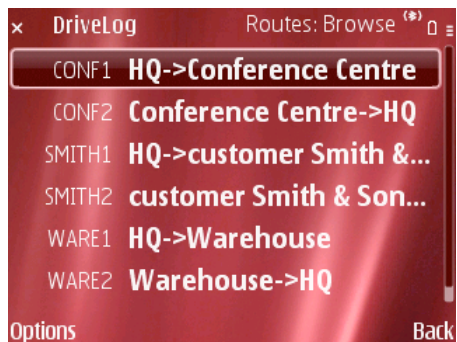 × DriveLog Routes: Browse
CONF1 HQ->Conference Centre
CONF2 Conference Centre->HQ
SMITH1 HQ->customer Smith &...
SMITH2 customer Smith & Son...
WARE1 HQ->Warehouse
WARE2 Warehouse->HQ
Options Back